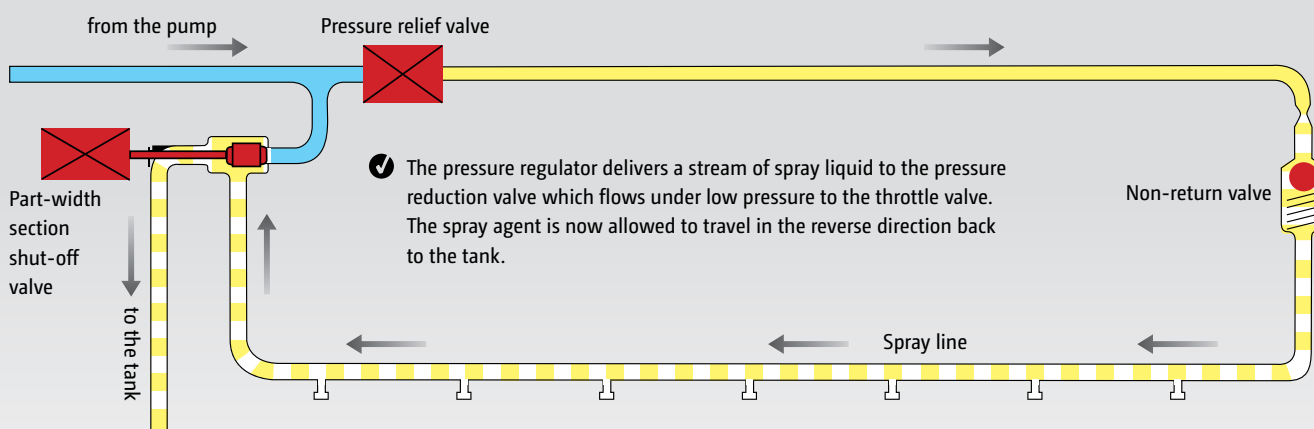 from the pump
Pressure relief valve
The pressure regulator delivers a stream of spray liquid to the pressure
reduction valve which flows under low pressure to the throttle valve.
The spray agent is now allowed to travel in the reverse direction back
to the tank.
Non-return valve
Part-width
section
shut-off
valve
to the tank
Spray line